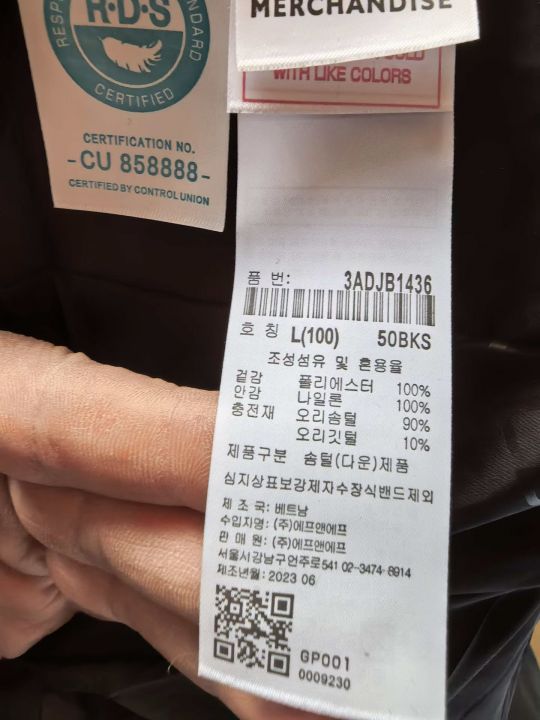 R·D·S
CERTIFIED
CERTIFICATION NO.
-CU 858888-
CERTIFIED BY CONTROL UNION
MERCHANDISE
WITH LIKE COLORS
품 번: 3ADJB1436
호 칭 L(100) 50BKS
조성섬유 및 혼용율
겉감 폴리에스터 100%
안감 나일론 100%
충전재 오리솜털 90%
오리깃털 10%
제품구분 솜털(다운)제품
심지상표보강제자수장식밴드제외
제 조 국: 베트남
수입자명: (주)에프앤에프
판 매 원: (주)에프앤에프
서울시강남구언주로541 02-3474-8914
제조년월: 2023 06
GP001
0009230